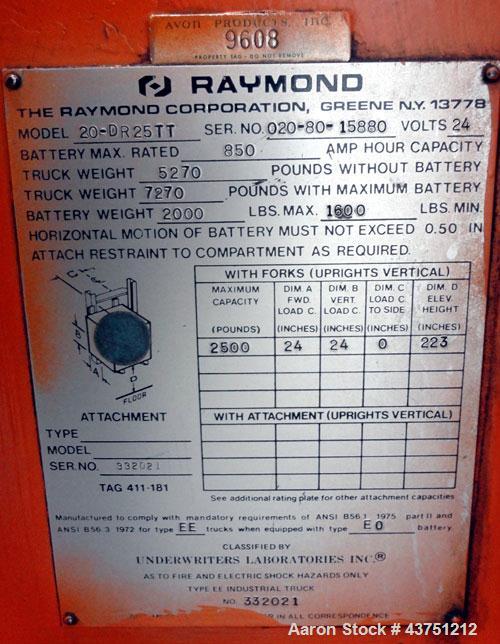 AVON PRODUCTS, INC.
9608
PROPERTY TAG - DO NOT REMOVE
RAYMOND
THE RAYMOND CORPORATION, GREENE N.Y. 13778
MODEL 20-DR25TT SER. NO. 020-80-15880 VOLTS 24
BATTERY MAX. RATED 850 AMP HOUR CAPACITY
TRUCK WEIGHT 5270 POUNDS WITHOUT BATTERY
TRUCK WEIGHT 7270 POUNDS WITH MAXIMUM BATTERY
BATTERY WEIGHT 2000 LBS. MAX. 1600 LBS. MIN.
HORIZONTAL MOTION OF BATTERY MUST NOT EXCEED 0.50 IN
ATTACH RESTRAINT TO COMPARTMENT AS REQUIRED.
WITH FORKS (UPRIGHTS VERTICAL)
MAXIMUM DIM. A DIM. B DIM. C DIM. D
CAPACITY FWD. VERT LOAD C. ELEV.
LOAD C. LOAD C. TO SIDE HEIGHT
(POUNDS) (INCHES) (INCHES) (INCHES) (INCHES)
2500 24 24 0 223
B
A
D
FLOOR
ATTACHMENT
WITH ATTACHMENT (UPRIGHTS VERTICAL)
TYPE
MODEL
SER. NO. 332021
TAG 411-181
See additional rating plate for other attachment capacities
Manufactured to comply with mandatory requirements of ANSI B56.1 1975 part II and
ANSI B56.3 1972 for type EE trucks when equipped with type EO battery.
CLASSIFIED BY
UNDERWRITERS LABORATORIES INC.®
AS TO FIRE AND ELECTRIC SHOCK HAZARDS ONLY
TYPE EE INDUSTRIAL TRUCK
NO. 332021
IN ALL CORRESPONDENCE
Aaron Stock # 43751212